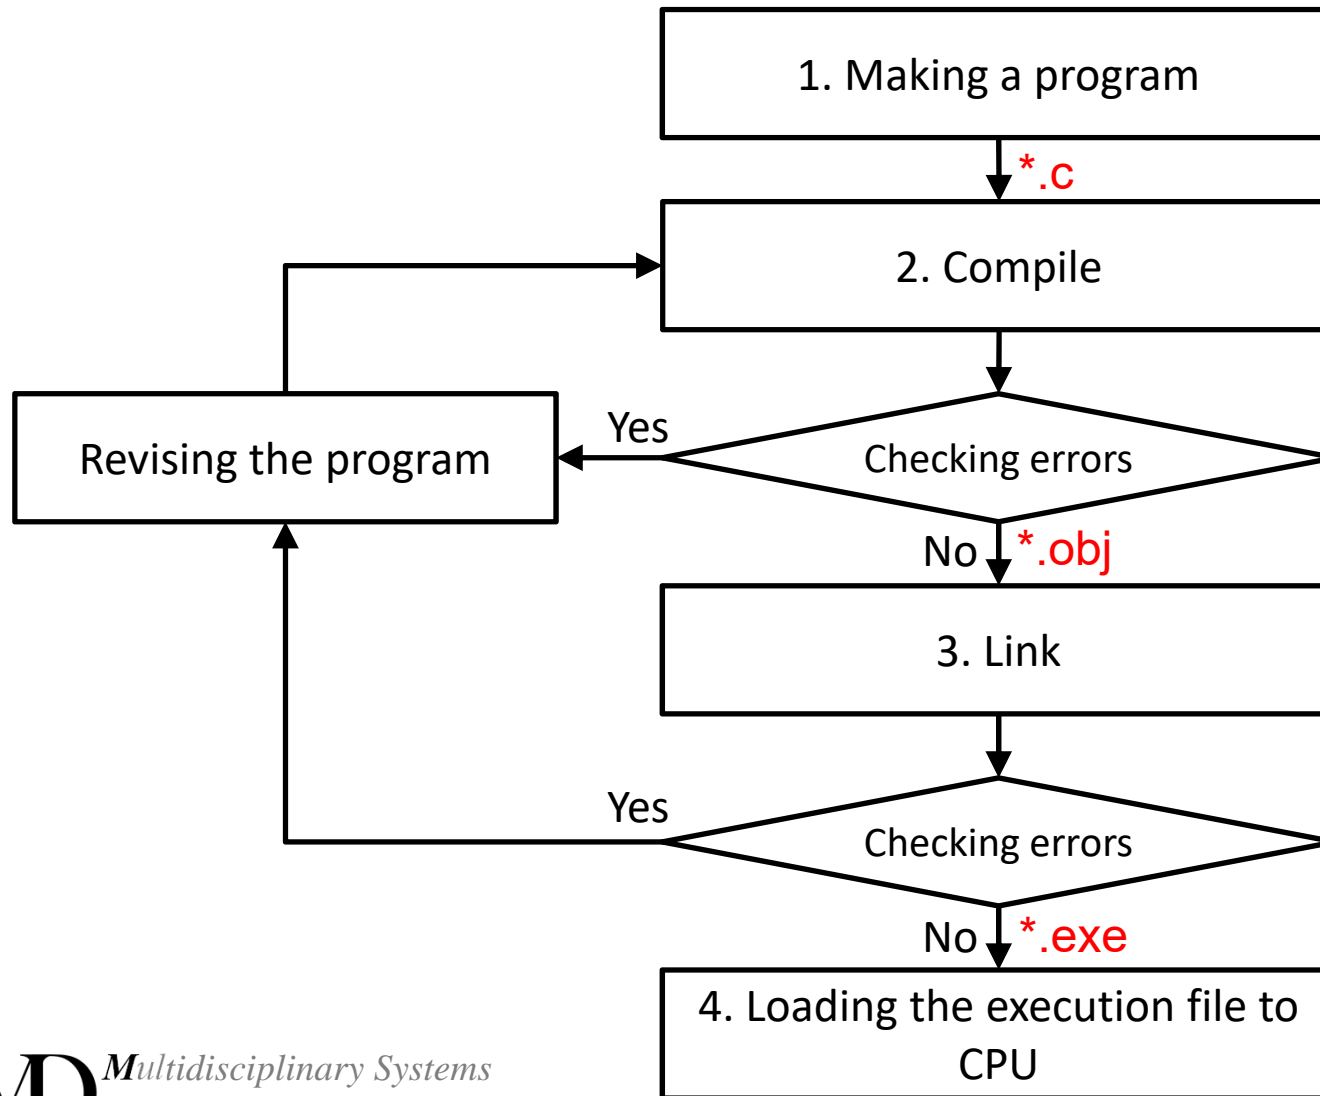 1. Making a program
*.c
2. Compile
Yes
Revising the program
Checking errors
No
*.obj
3. Link
Yes
Checking errors
No
*.exe
4. Loading the execution file to
CPU
Multidisciplinary Systems